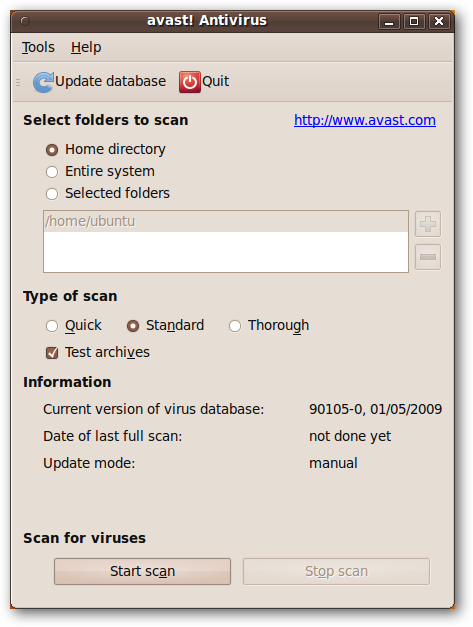 avast! Antivirus
Tools Help
Update database Quit
Select folders to scan http://www.avast.com
Home directory
Entire system
Selected folders
/home/ubuntu
Type of scan
Quick Standard Thorough
Test archives
Information
Current version of virus database: 90105-0, 01/05/2009
Date of last full scan: not done yet
Update mode: manual
Scan for viruses
Start scan Stop scan